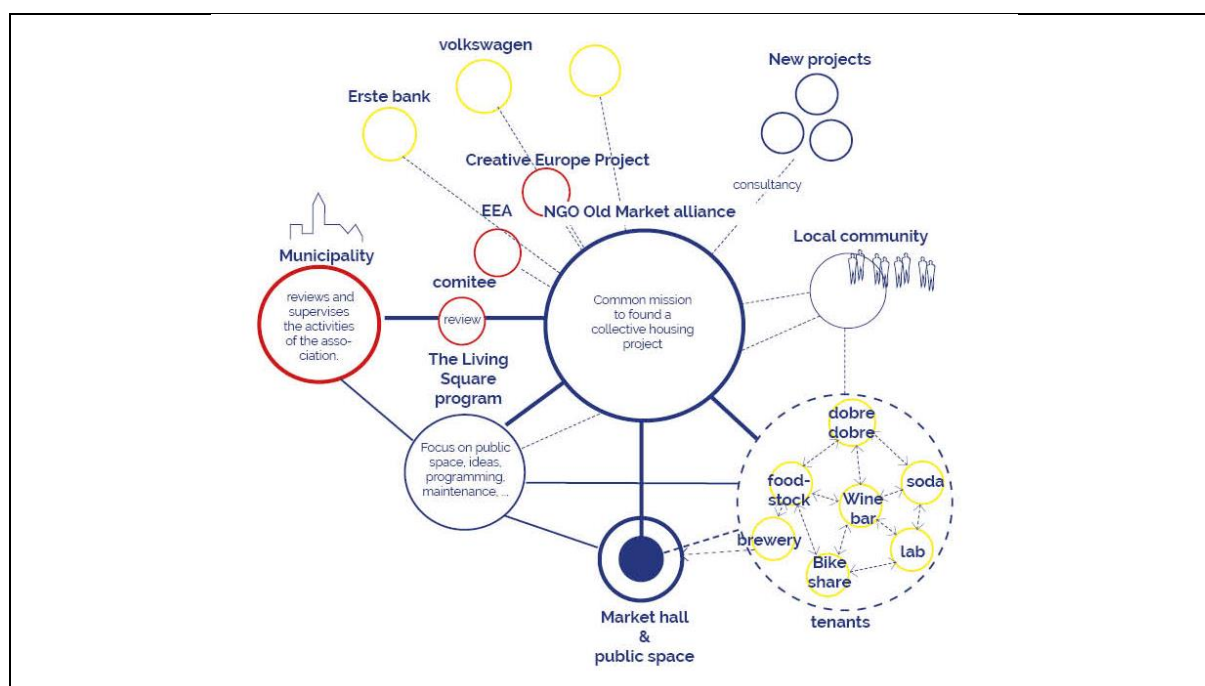 volkswagen
New projects
Erste bank
Creative Europe Project
consultancy
EEA
NGO Old Market alliance
Local community
Municipality
reviews and
supervises
the activities
of the asso-
ciation.
comitee
review
Common mission
to found a
collective housing
project
The Living
Square
program
Focus on public
space, ideas,
programming,
maintenance, ...
dobre
dobre
food-
stock
Wine
bar
soda
brewery
lab
Bike
share
tenants
Market hall
&
public space